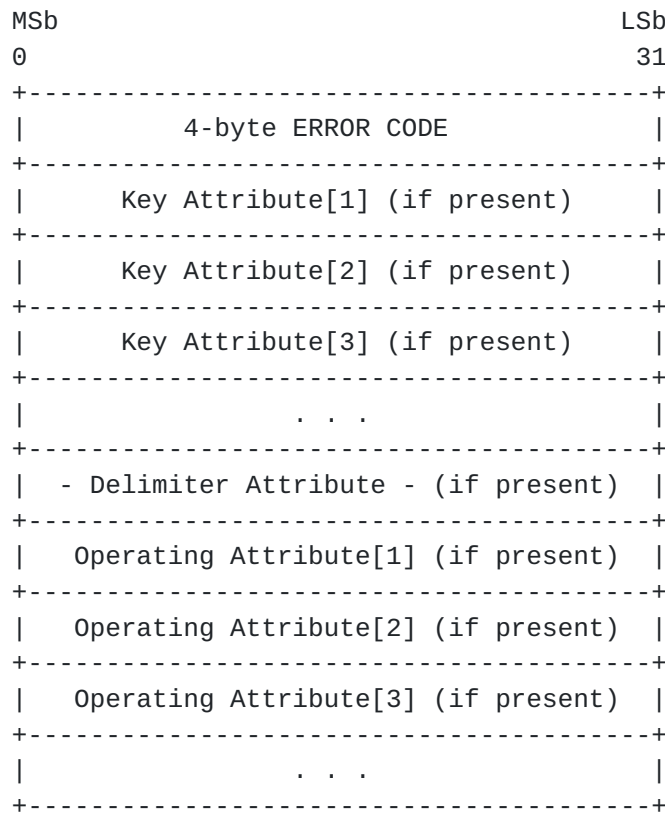 MSb                                    LSb
0                                       31
+----------------------------------------+
|          4-byte ERROR CODE             |
+----------------------------------------+
|      Key Attribute[1] (if present)     |
+----------------------------------------+
|      Key Attribute[2] (if present)     |
+----------------------------------------+
|      Key Attribute[3] (if present)     |
+----------------------------------------+
|                 . . .                  |
+----------------------------------------+
|  - Delimiter Attribute - (if present)  |
+----------------------------------------+
|   Operating Attribute[1] (if present)  |
+----------------------------------------+
|   Operating Attribute[2] (if present)  |
+----------------------------------------+
|   Operating Attribute[3] (if present)  |
+----------------------------------------+
|                 . . .                  |
+----------------------------------------+